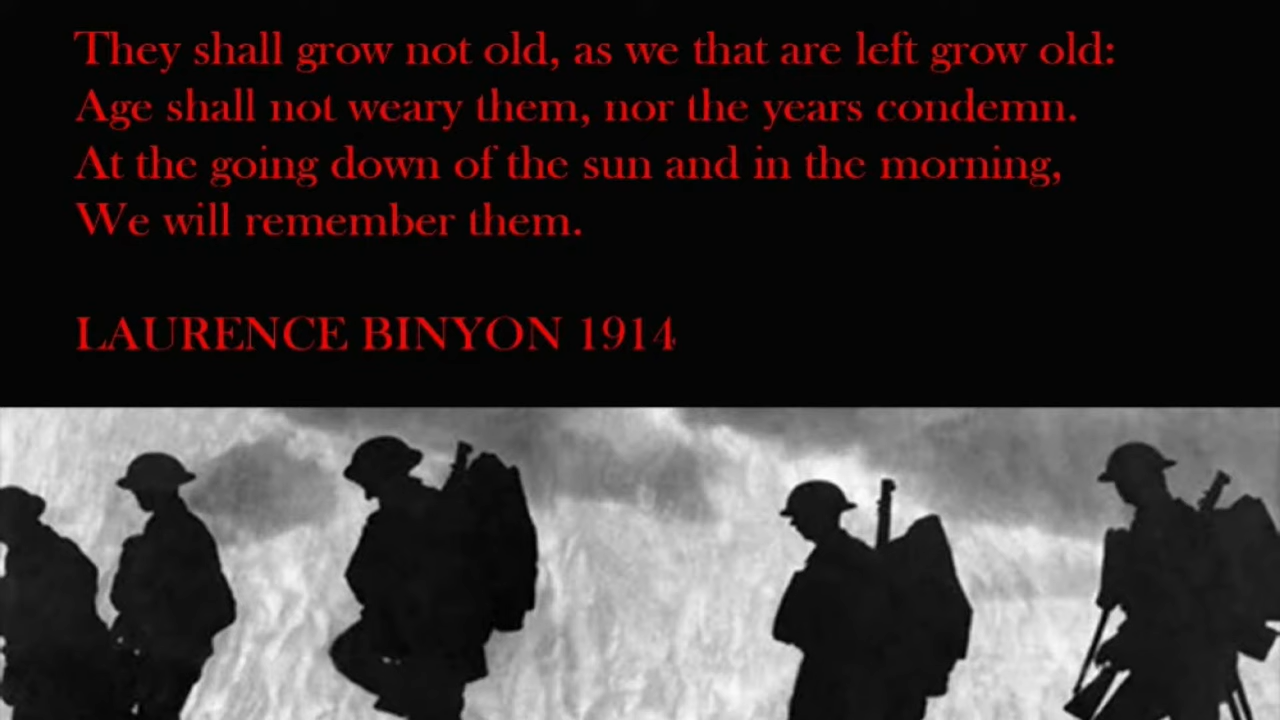 They shall grow not old, as we that are left grow old:
Age shall not weary them, nor the years condemn.
At the going down of the sun and in the morning,
We will remember them.
LAURENCE BINYON 1914